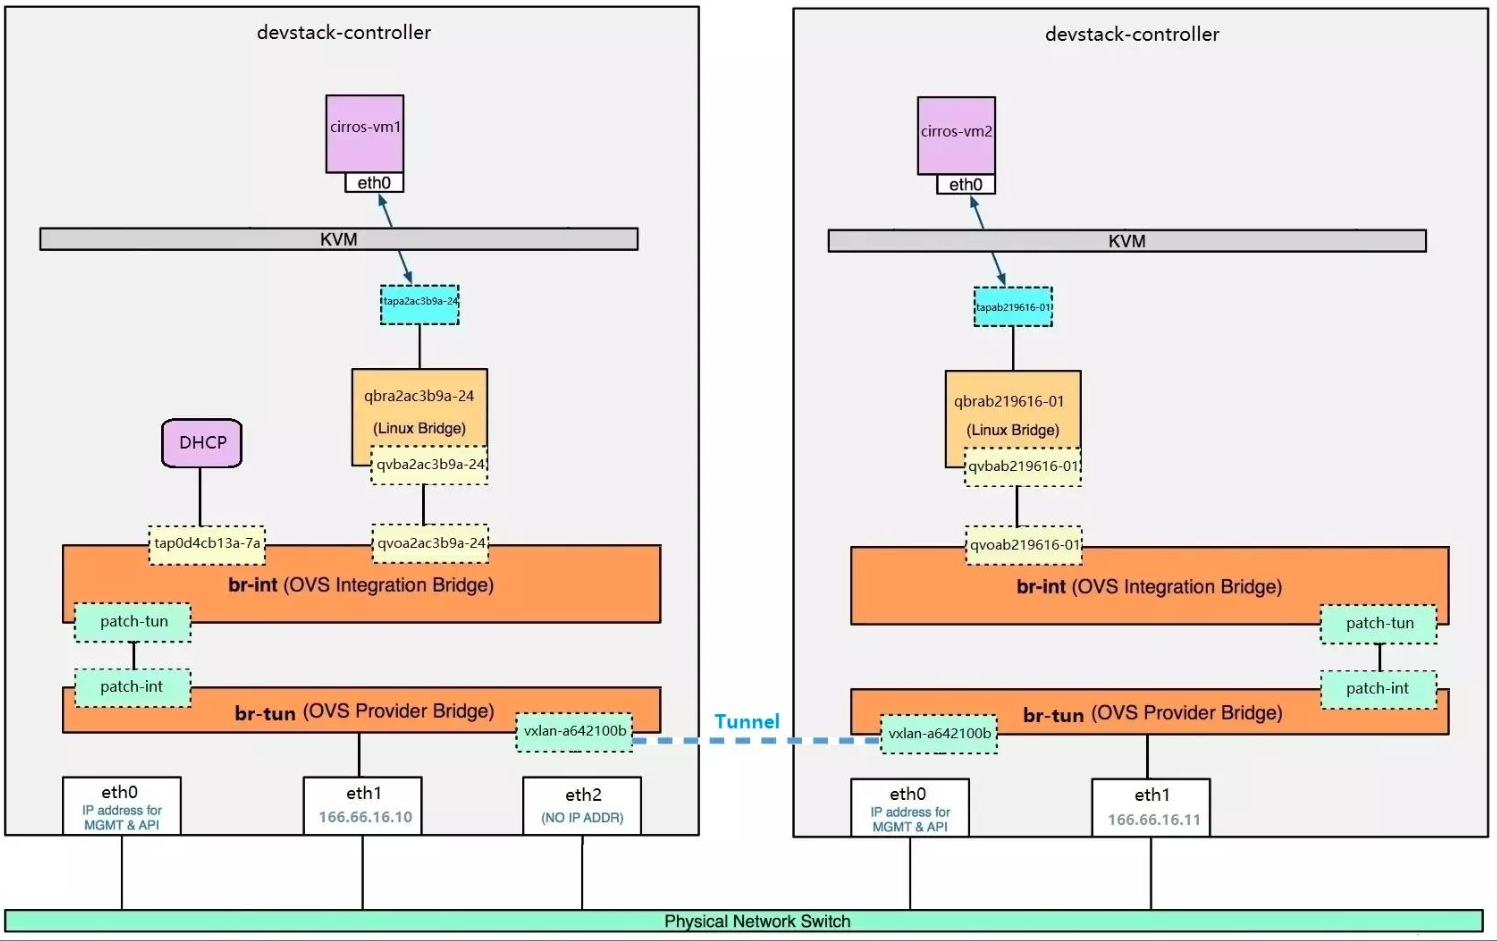 devstack-controller
cirros-vm1
eth0
KVM
tapa2ac3b9a-24
qbra2ac3b9a-24
(Linux Bridge)
qvba2ac3b9a-24
DHCP
tap0d4cb13a-7a
qvoa2ac3b9a-24
br-int (OVS Integration Bridge)
patch-tun
patch-int
br-tun (OVS Provider Bridge)
vxlan-a642100b
eth0
IP address for
MGMT & API
eth1
166.66.16.10
eth2
(NO IP ADDR)
Tunnel
devstack-controller
cirros-vm2
eth0
KVM
tapab219616-01
qbrab219616-01
(Linux Bridge)
qvbab219616-01
qvoab219616-01
br-int (OVS Integration Bridge)
patch-tun
patch-int
br-tun (OVS Provider Bridge)
vxlan-a642100b
eth0
IP address for
MGMT & API
eth1
166.66.16.11
Physical Network Switch